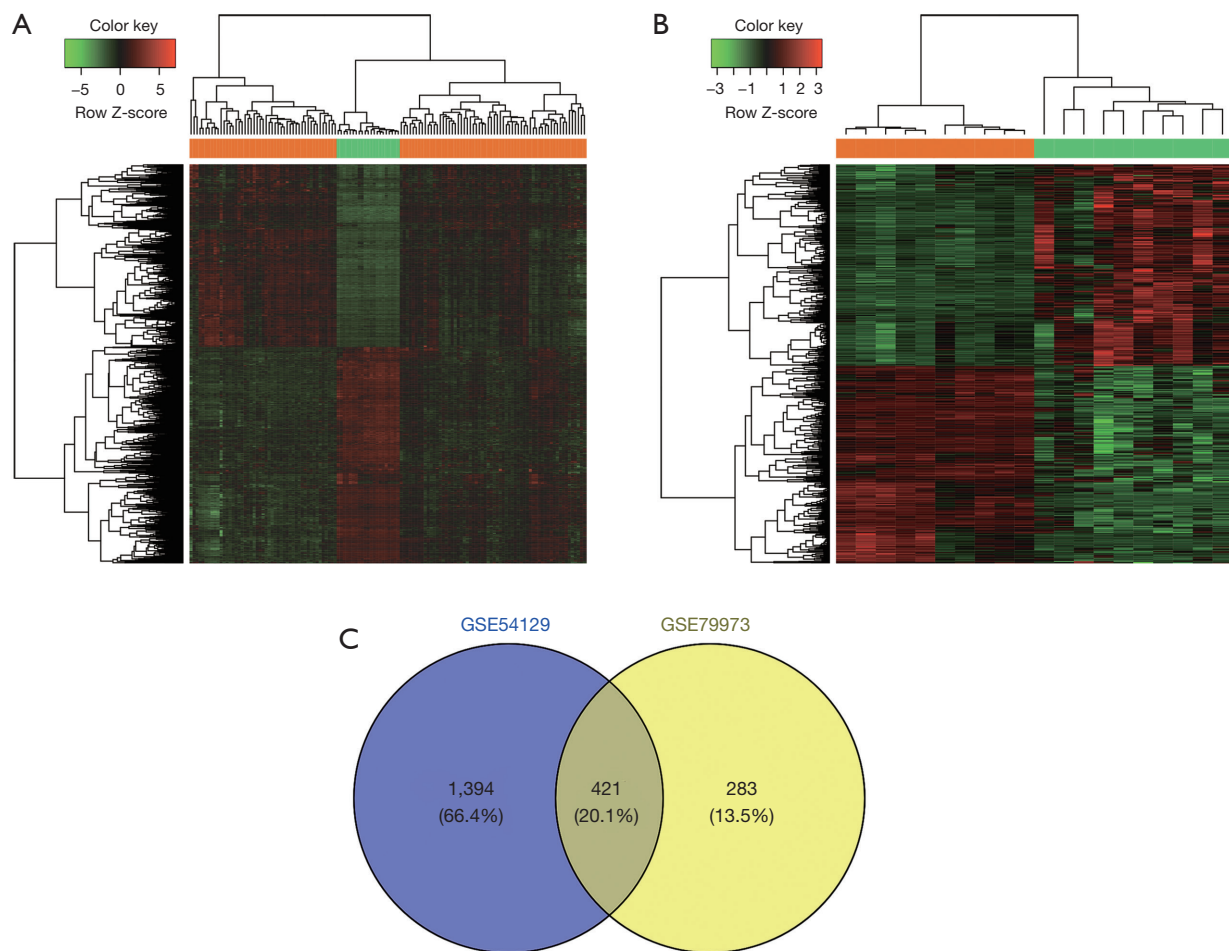 A
Color key
−5 0 5
Row Z-score
B
Color key
−3 −1 1 2 3
Row Z-score
C
GSE54129
GSE79973
1,394
(66.4%)
421
(20.1%)
283
(13.5%)